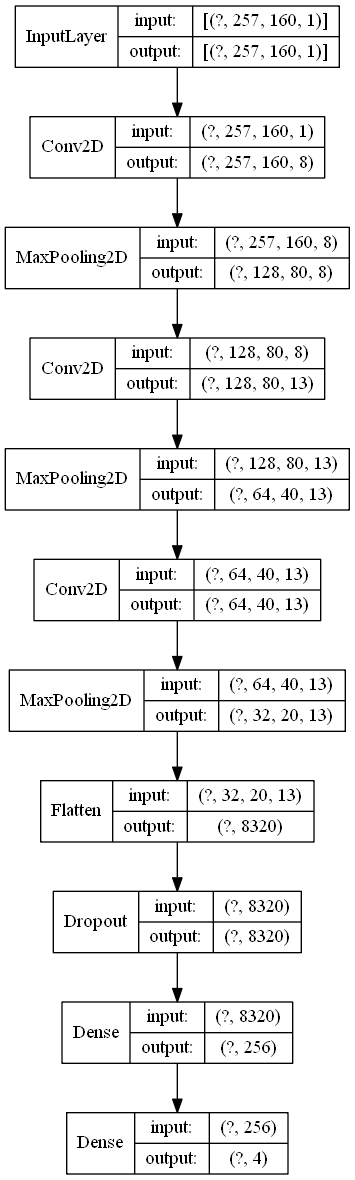 InputLayer input: [(?, 257, 160, 1)]
output: [(?, 257, 160, 1)]
Conv2D input: (?, 257, 160, 1)
output: (?, 257, 160, 8)
MaxPooling2D input: (?, 257, 160, 8)
output: (?, 128, 80, 8)
Conv2D input: (?, 128, 80, 8)
output: (?, 128, 80, 13)
MaxPooling2D input: (?, 128, 80, 13)
output: (?, 64, 40, 13)
Conv2D input: (?, 64, 40, 13)
output: (?, 64, 40, 13)
MaxPooling2D input: (?, 64, 40, 13)
output: (?, 32, 20, 13)
Flatten input: (?, 32, 20, 13)
output: (?, 8320)
Dropout input: (?, 8320)
output: (?, 8320)
Dense input: (?, 8320)
output: (?, 256)
Dense input: (?, 256)
output: (?, 4)